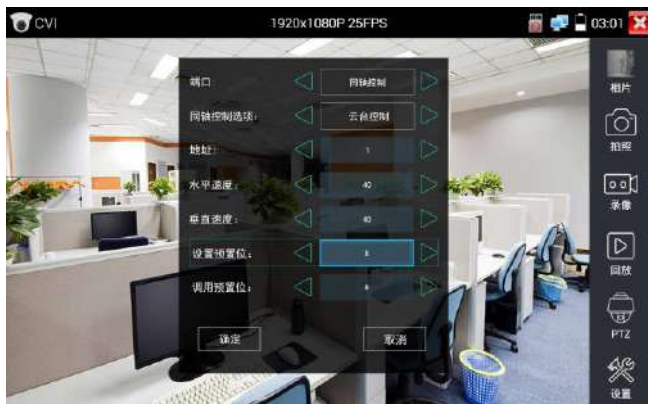 CVI
1920x1080P 25FPS
03:01
端口
同轴控制
同轴控制选项：
云台控制
地址：
1
水平速度：
40
垂直速度：
40
设置预置位：
8
调用预置位：
确定
取消
相片
拍照
录像
回放
PTZ
设置